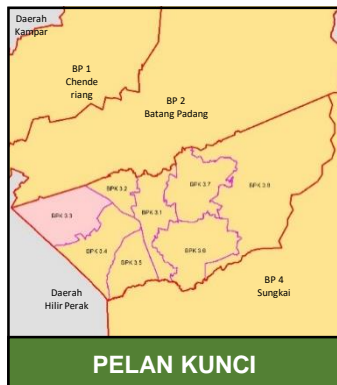 Daerah
Kampar
BP 1
Chende
riang
BP 2
Batang Padang
BPK 3.2
BPK 3.7
BPK 3.8
BPK 3.3
BPK 3.1
BPK 3.4
BPK 3.5
BPK 3.6
BP 4
Sungkai
Daerah
Hilir Perak
PELAN KUNCI